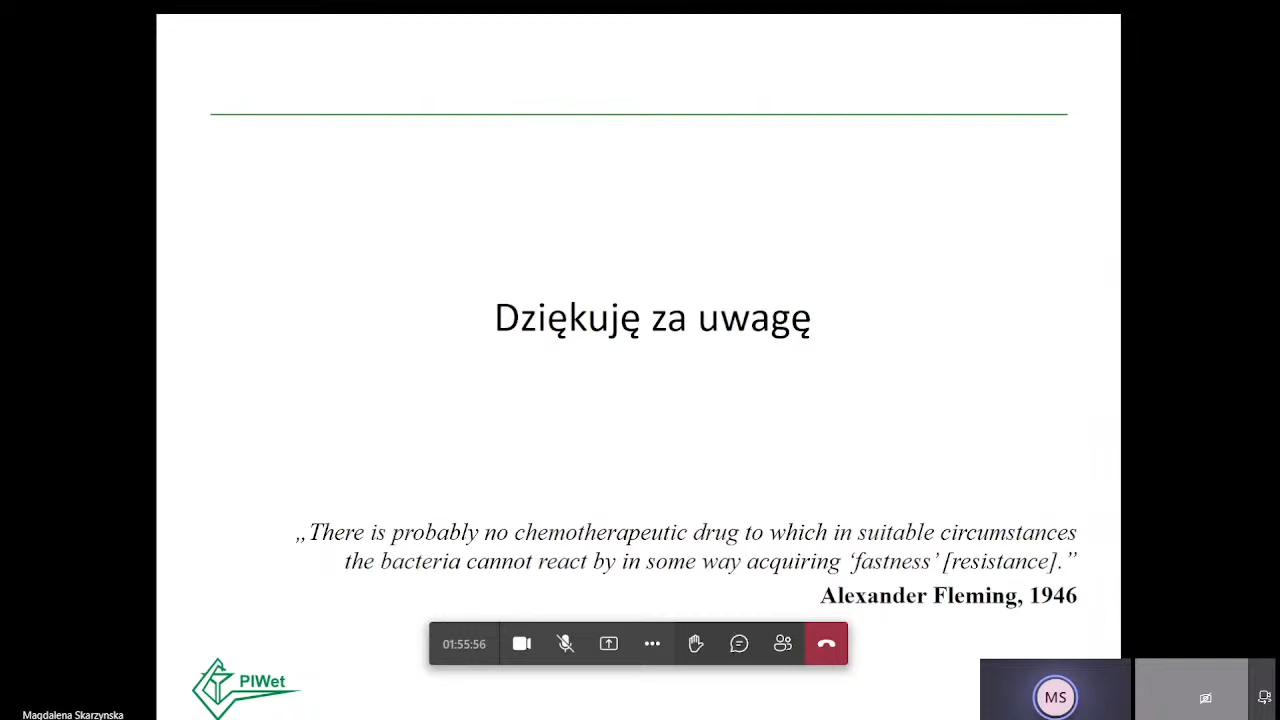 Dziękuję za uwagę
„There is probably no chemotherapeutic drug to which in suitable circumstances
the bacteria cannot react by in some way acquiring ‘fastness’ [resistance].”
Alexander Fleming, 1946
01:55:56
PIWet
MS
Magdalena Skarzynska